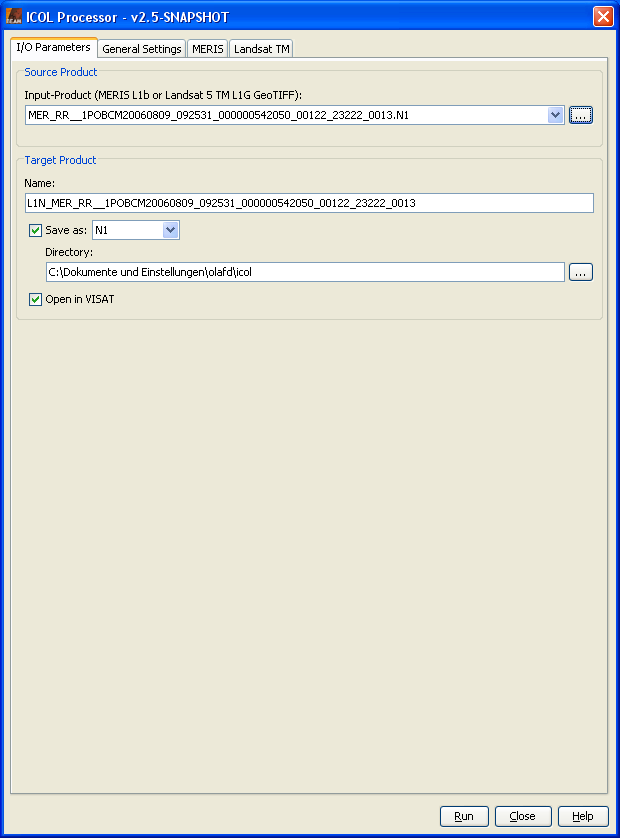 ICOL Processor - v2.5-SNAPSHOT
I/O Parameters General Settings MERIS Landsat TM
Source Product
Input-Product (MERIS L1b or Landsat 5 TM L1G GeoTIFF):
MER_RR__1POBCM20060809_092531_000000542050_00122_23222_0013.N1 ...
Target Product
Name:
L1N_MER_RR__1POBCM20060809_092531_000000542050_00122_23222_0013
Save as: N1
Directory:
C:\Dokumente und Einstellungen\olafd\icol ...
Open in VISAT
Run Close Help